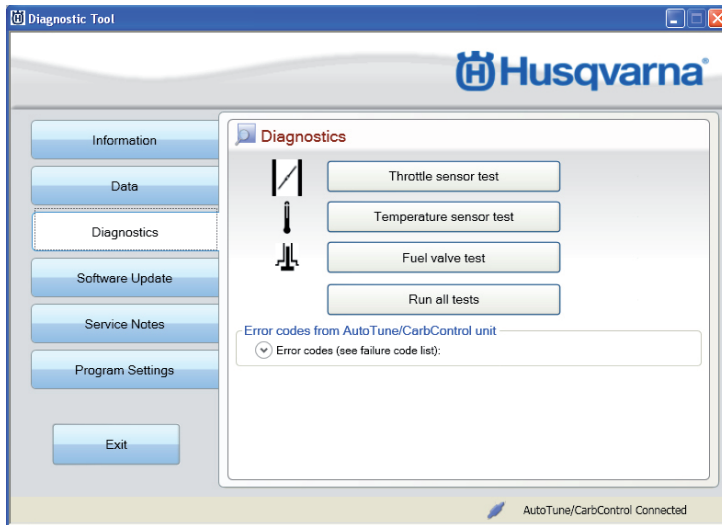 Diagnostic Tool
Husqvarna
Information
Data
Diagnostics
Software Update
Service Notes
Program Settings
Exit
Diagnostics
Throttle sensor test
Temperature sensor test
Fuel valve test
Run all tests
Error codes from AutoTune/CarbControl unit
Error codes (see failure code list):
AutoTune/CarbControl Connected